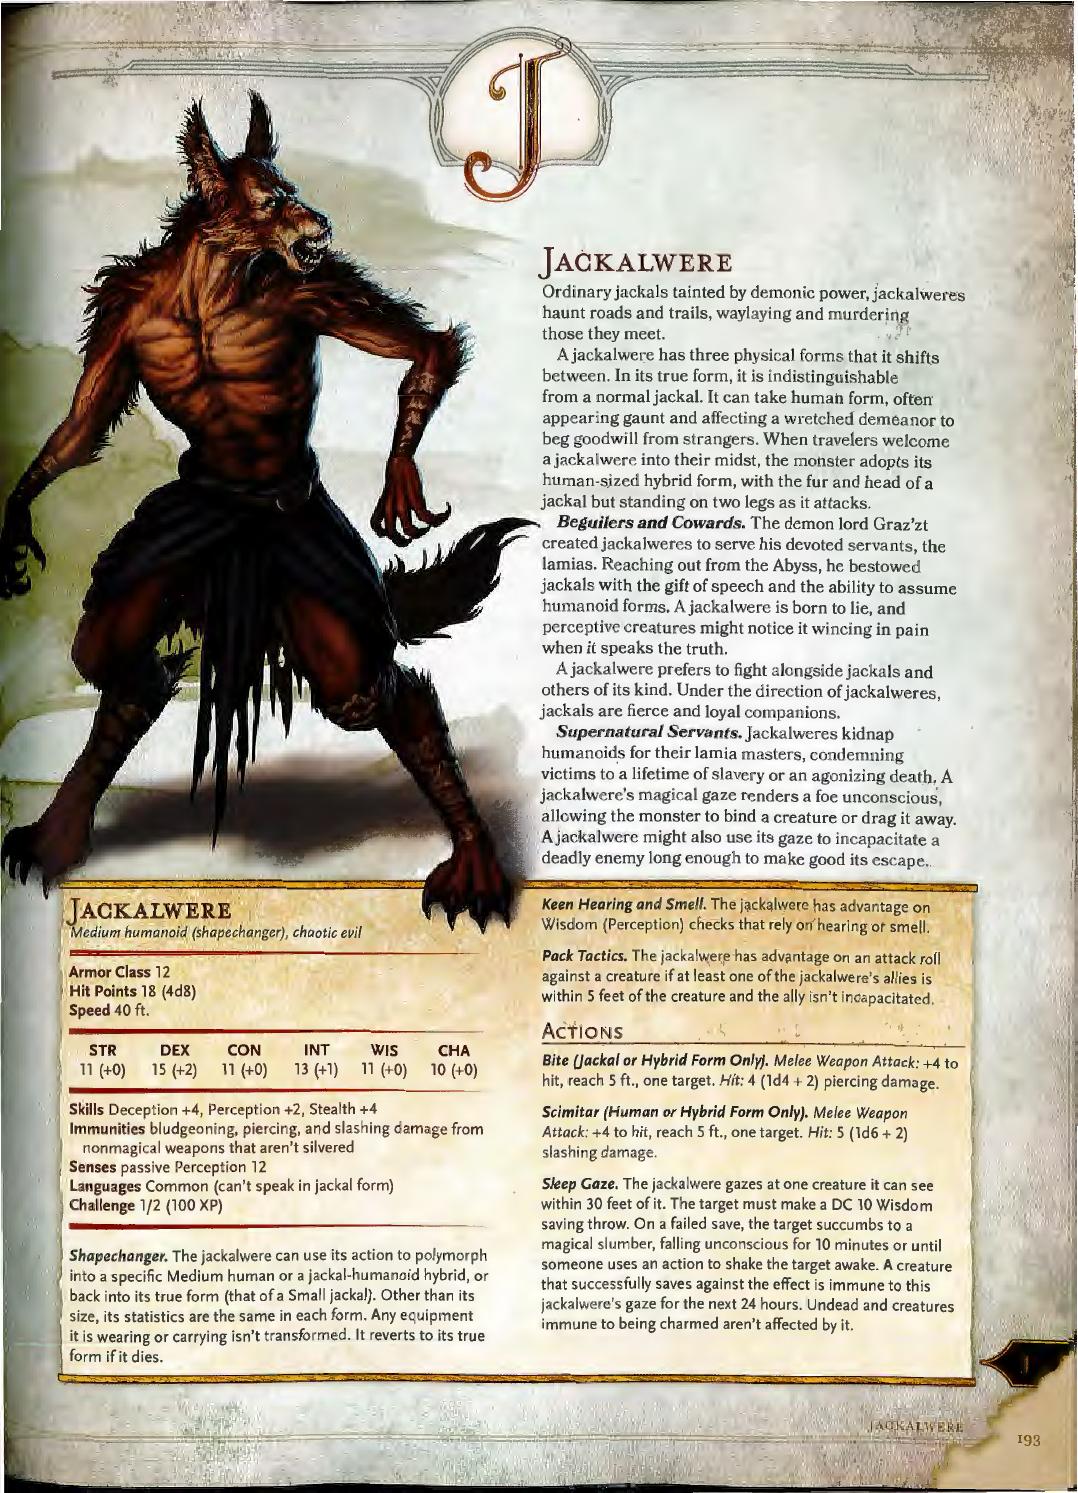 J
JACKALWERE
Ordinary jackals tainted by demonic power, jackalweres
haunt roads and trails, waylaying and murdering
those they meet.
A jackalwere has three physical forms that it shifts
between. In its true form, it is indistinguishable
from a normal jackal. It can take human form, often
appearing gaunt and affecting a wretched demeanor to
beg goodwill from strangers. When travelers welcome
a jackalwere into their midst, the monster adopts its
human-sized hybrid form, with the fur and head of a
jackal but standing on two legs as it attacks.
Beguilers and Cowards. The demon lord Graz'zt
created jackalweres to serve his devoted servants, the
lamias. Reaching out from the Abyss, he bestowed
jackals with the gift of speech and the ability to assume
humanoid forms. A jackalwere is born to lie, and
perceptive creatures might notice it wincing in pain
when it speaks the truth.
A jackalwere prefers to fight alongside jackals and
others of its kind. Under the direction of jackalweres,
jackals are fierce and loyal companions.
Supernatural Servants. Jackalweres kidnap
humanoids for their lamia masters, condemning
victims to a lifetime of slavery or an agonizing death. A
jackalwere's magical gaze renders a foe unconscious,
allowing the monster to bind a creature or drag it away.
A jackalwere might also use its gaze to incapacitate a
deadly enemy long enough to make good its escape.
JACKALWERE
Medium humanoid (shapechanger), chaotic evil
Armor Class 12
Hit Points 18 (4d8)
Speed 40 ft.
STR DEX CON INT WIS CHA
11 (+0) 15 (+2) 11 (+0) 13 (+1) 11 (+0) 10 (+0)
Skills Deception +4, Perception +2, Stealth +4
Immunities bludgeoning, piercing, and slashing damage from
nonmagical weapons that aren't silvered
Senses passive Perception 12
Languages Common (can't speak in jackal form)
Challenge 1/2 (100 XP)
Shapechanger. The jackalwere can use its action to polymorph
into a specific Medium human or a jackal-humanoid hybrid, or
back into its true form (that of a Small jackal). Other than its
size, its statistics are the same in each form. Any equipment
it is wearing or carrying isn't transformed. It reverts to its true
form if it dies.
Keen Hearing and Smell. The jackalwere has advantage on
Wisdom (Perception) checks that rely on hearing or smell.
Pack Tactics. The jackalwere has advantage on an attack roll
against a creature if at least one of the jackalwere's allies is
within 5 feet of the creature and the ally isn't incapacitated.
ACTIONS
Bite (Jackal or Hybrid Form Only). Melee Weapon Attack: +4 to
hit, reach 5 ft., one target. Hit: 4 (1d4 + 2) piercing damage.
Scimitar (Human or Hybrid Form Only). Melee Weapon
Attack: +4 to hit, reach 5 ft., one target. Hit: 5 (1d6 + 2)
slashing damage.
Sleep Gaze. The jackalwere gazes at one creature it can see
within 30 feet of it. The target must make a DC 10 Wisdom
saving throw. On a failed save, the target succumbs to a
magical slumber, falling unconscious for 10 minutes or until
someone uses an action to shake the target awake. A creature
that successfully saves against the effect is immune to this
jackalwere's gaze for the next 24 hours. Undead and creatures
immune to being charmed aren't affected by it.
J
JACKALWERE
193